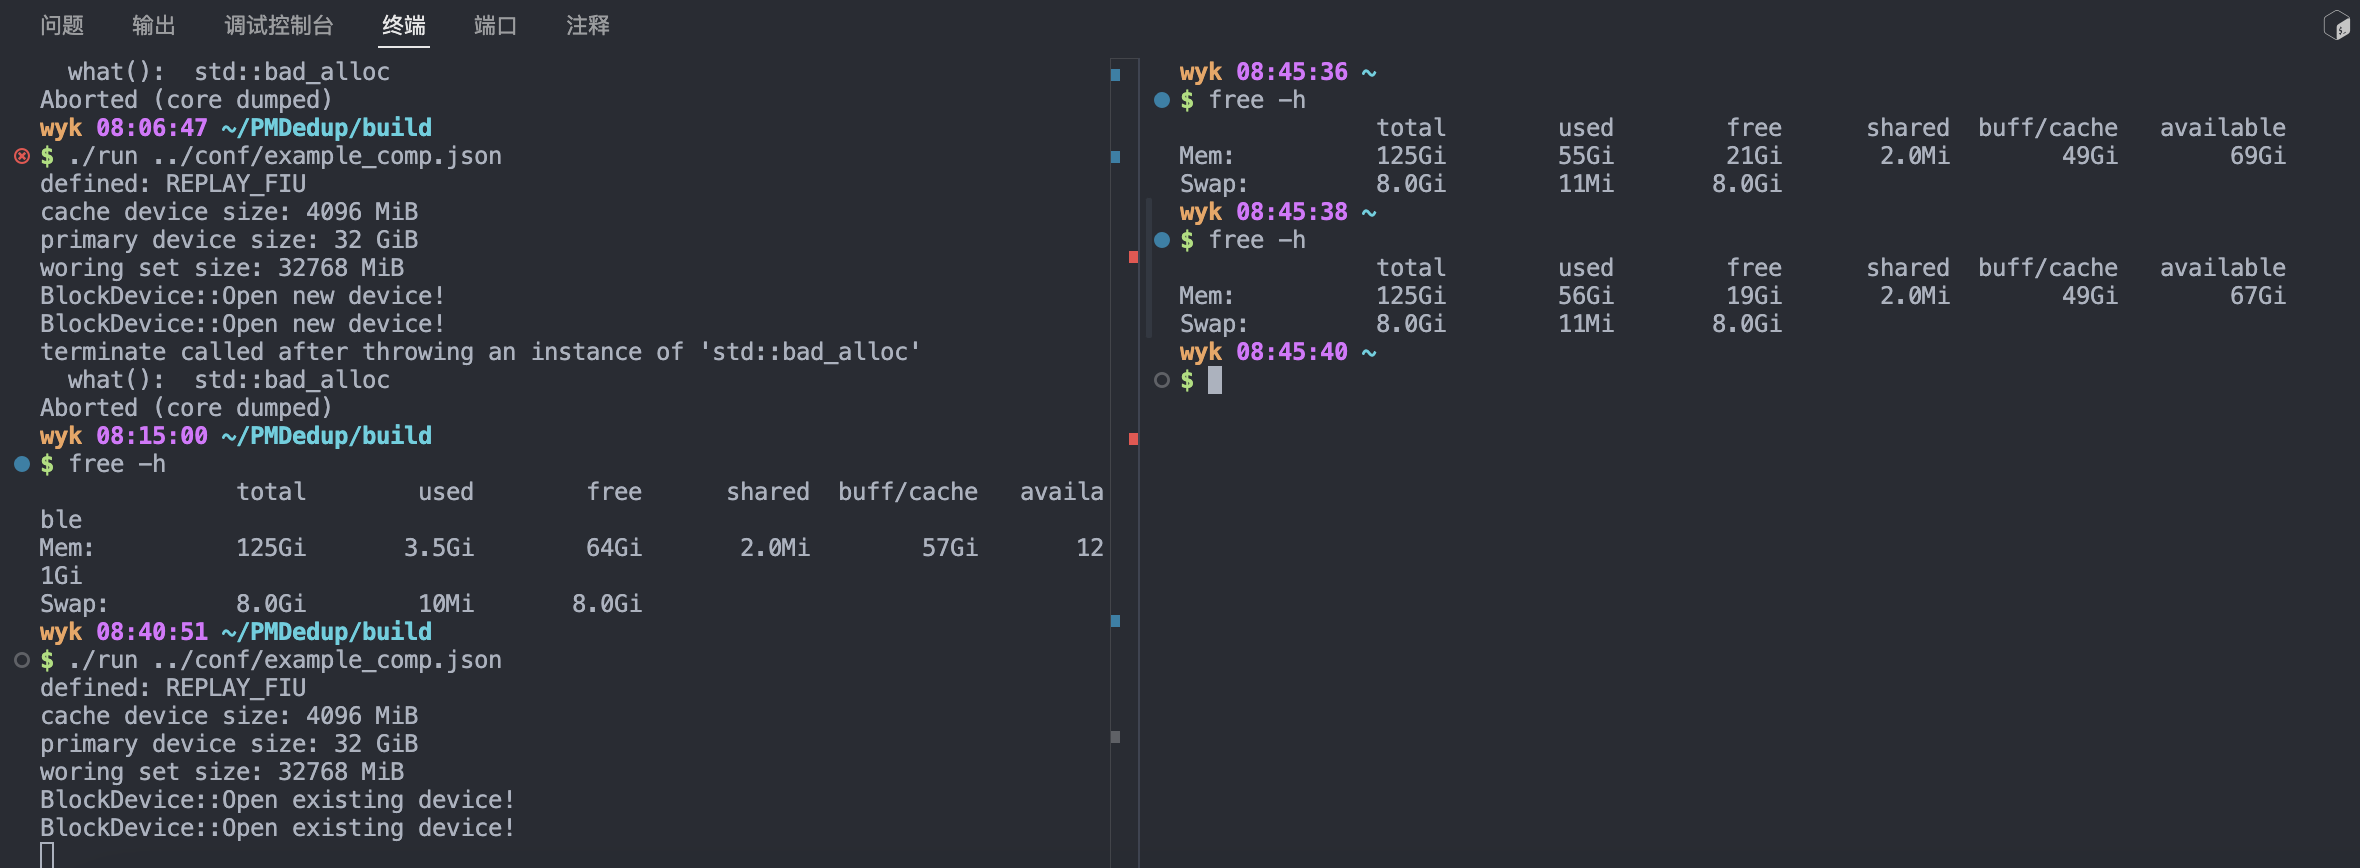 问题 输出 调试控制台 终端 端口 注释
what():  std::bad_alloc
Aborted (core dumped)
wyk 08:06:47 ~/PMDedup/build
$ ./run ../conf/example_comp.json
defined: REPLAY_FIU
cache device size: 4096 MiB
primary device size: 32 GiB
woring set size: 32768 MiB
BlockDevice::Open new device!
BlockDevice::Open new device!
terminate called after throwing an instance of 'std::bad_alloc'
what():  std::bad_alloc
Aborted (core dumped)
wyk 08:15:00 ~/PMDedup/build
$ free -h
total used free shared buff/cache availa
ble
Mem: 125Gi 3.5Gi 64Gi 2.0Mi 57Gi 12
1Gi
Swap: 8.0Gi 10Mi 8.0Gi
wyk 08:40:51 ~/PMDedup/build
$ ./run ../conf/example_comp.json
defined: REPLAY_FIU
cache device size: 4096 MiB
primary device size: 32 GiB
woring set size: 32768 MiB
BlockDevice::Open existing device!
BlockDevice::Open existing device!
wyk 08:45:36 ~
$ free -h
total used free shared buff/cache available
Mem: 125Gi 55Gi 21Gi 2.0Mi 49Gi 69Gi
Swap: 8.0Gi 11Mi 8.0Gi
wyk 08:45:38 ~
$ free -h
total used free shared buff/cache available
Mem: 125Gi 56Gi 19Gi 2.0Mi 49Gi 67Gi
Swap: 8.0Gi 11Mi 8.0Gi
wyk 08:45:40 ~
$